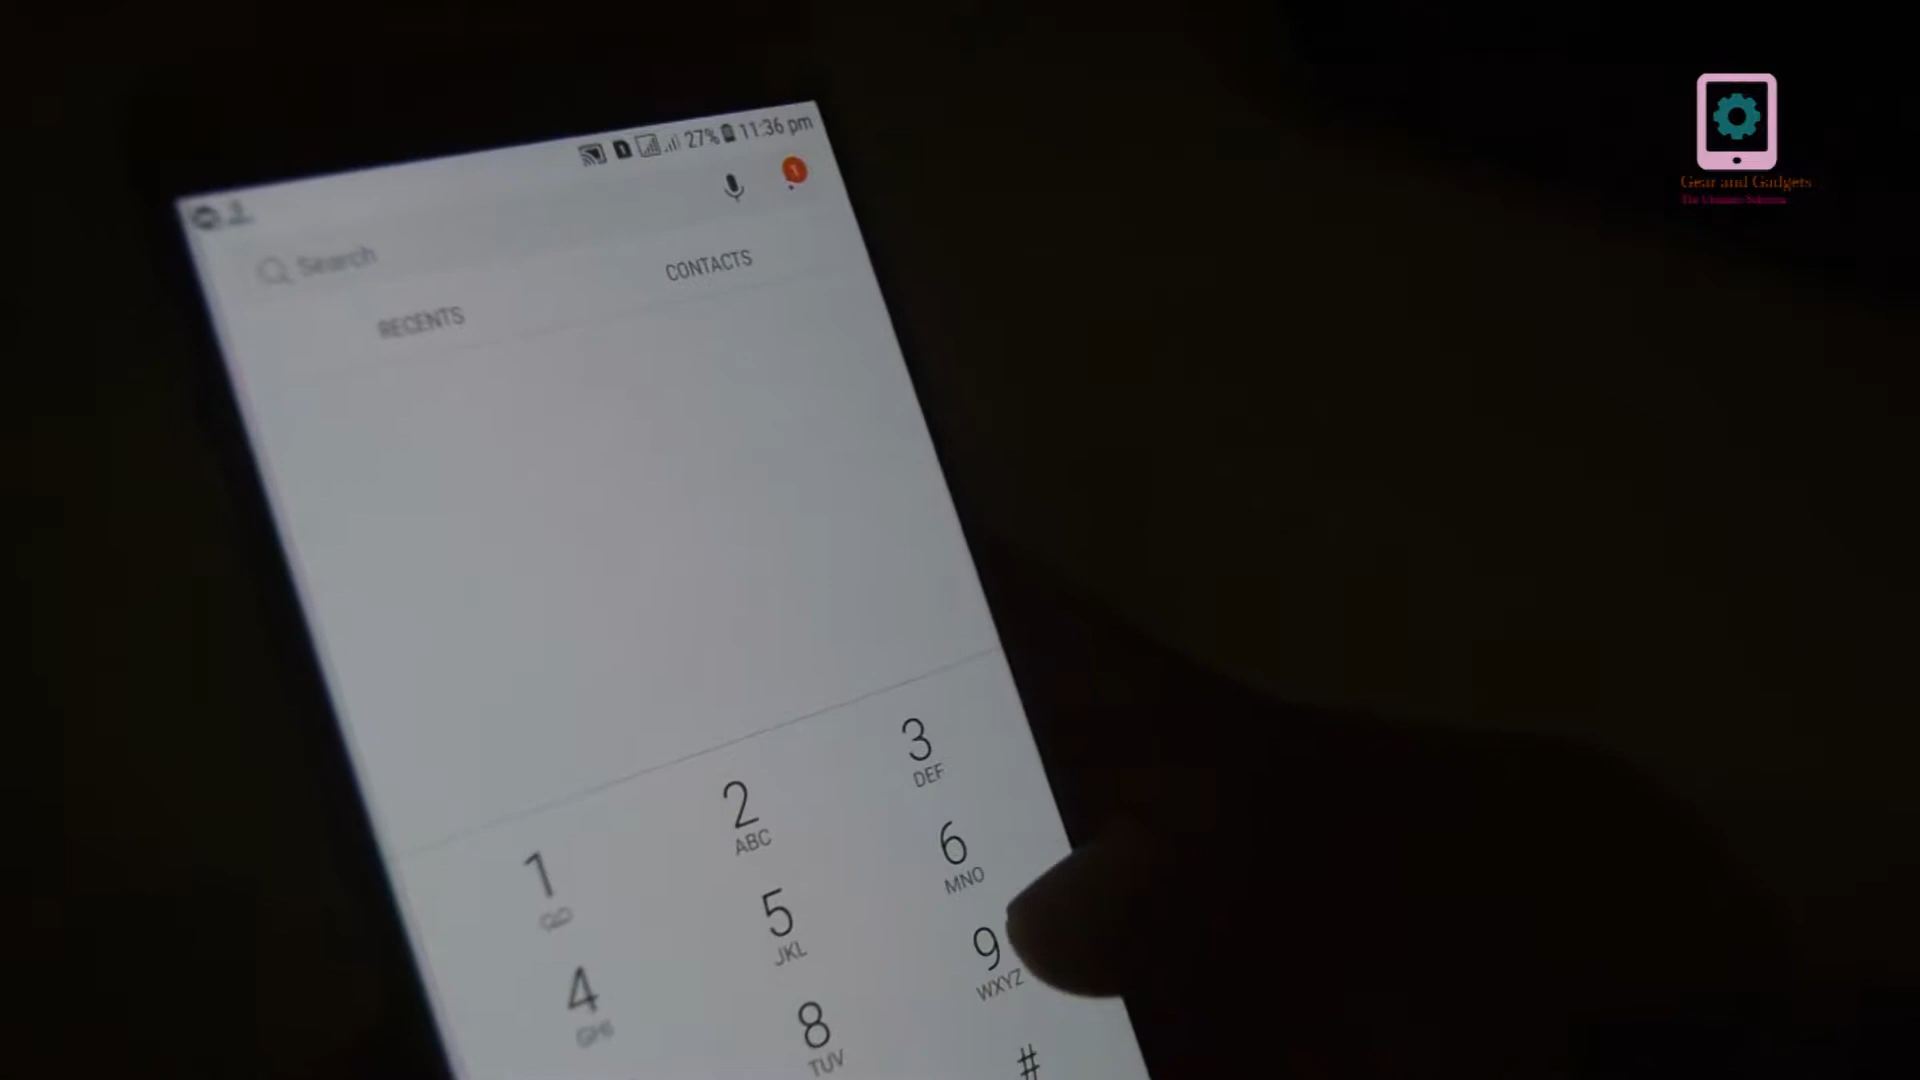 27% 11:36 pm
1
Search
RECENTS
CONTACTS
1
2
ABC
3
DEF
4
GHI
5
JKL
6
MNO
8
TUV
9
WXYZ
#
Gear and Gadgets